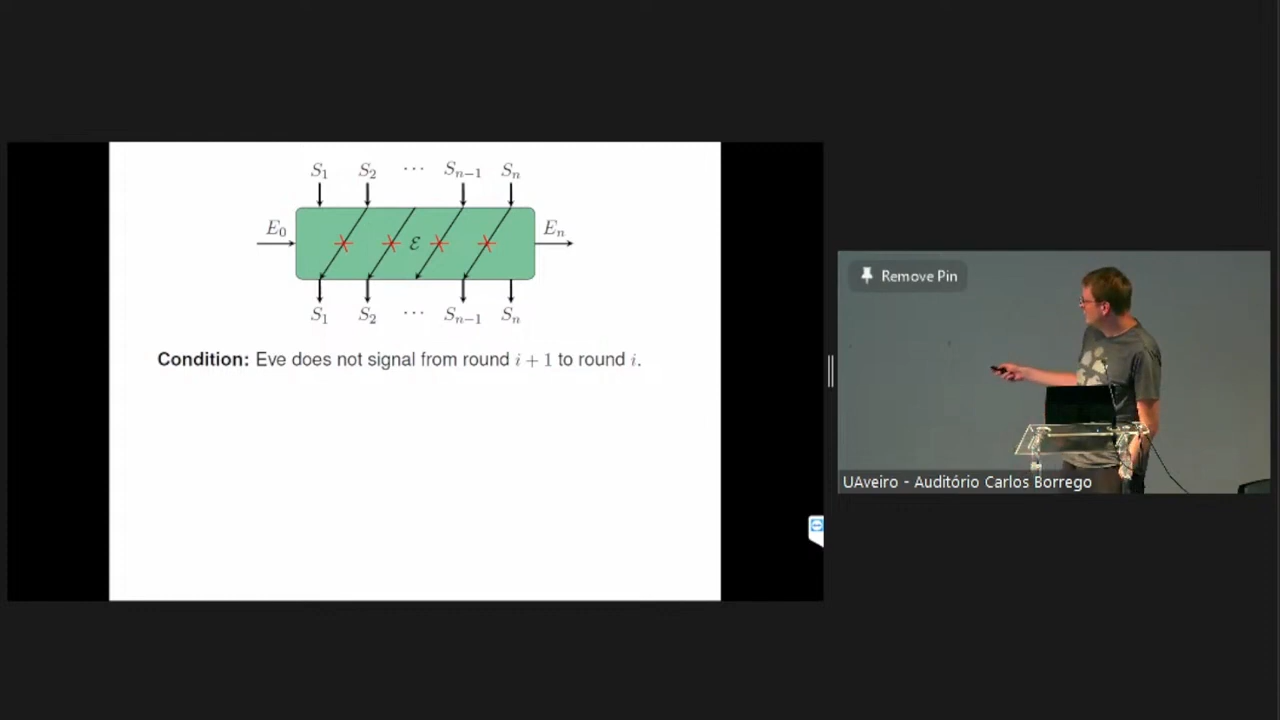 S₁ S₂ ⋯ Sₙ₋₁ Sₙ
E₀ ℰ Eₙ
S₁ S₂ ⋯ Sₙ₋₁ Sₙ
Condition: Eve does not signal from round i + 1 to round i.
Remove Pin
UAveiro - Auditório Carlos Borrego